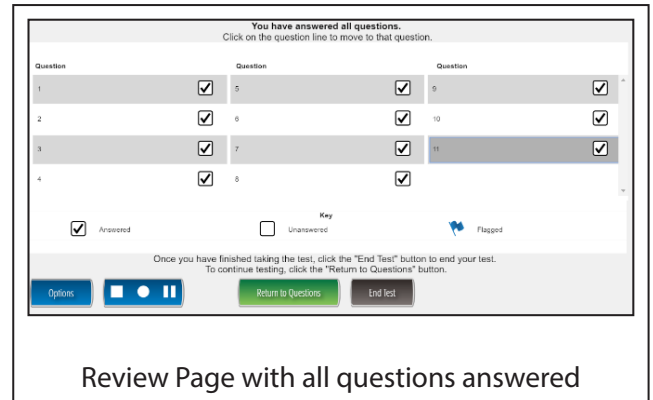 You have answered all questions.
Click on the question line to move to that question.
Question Question Question
1 5 9
2 6 10
3 7 11
4 8
Key
Answered Unanswered Flagged
Once you have finished taking the test, click the "End Test" button to end your test.
To continue testing, click the "Return to Questions" button.
Options Return to Questions End Test
Review Page with all questions answered